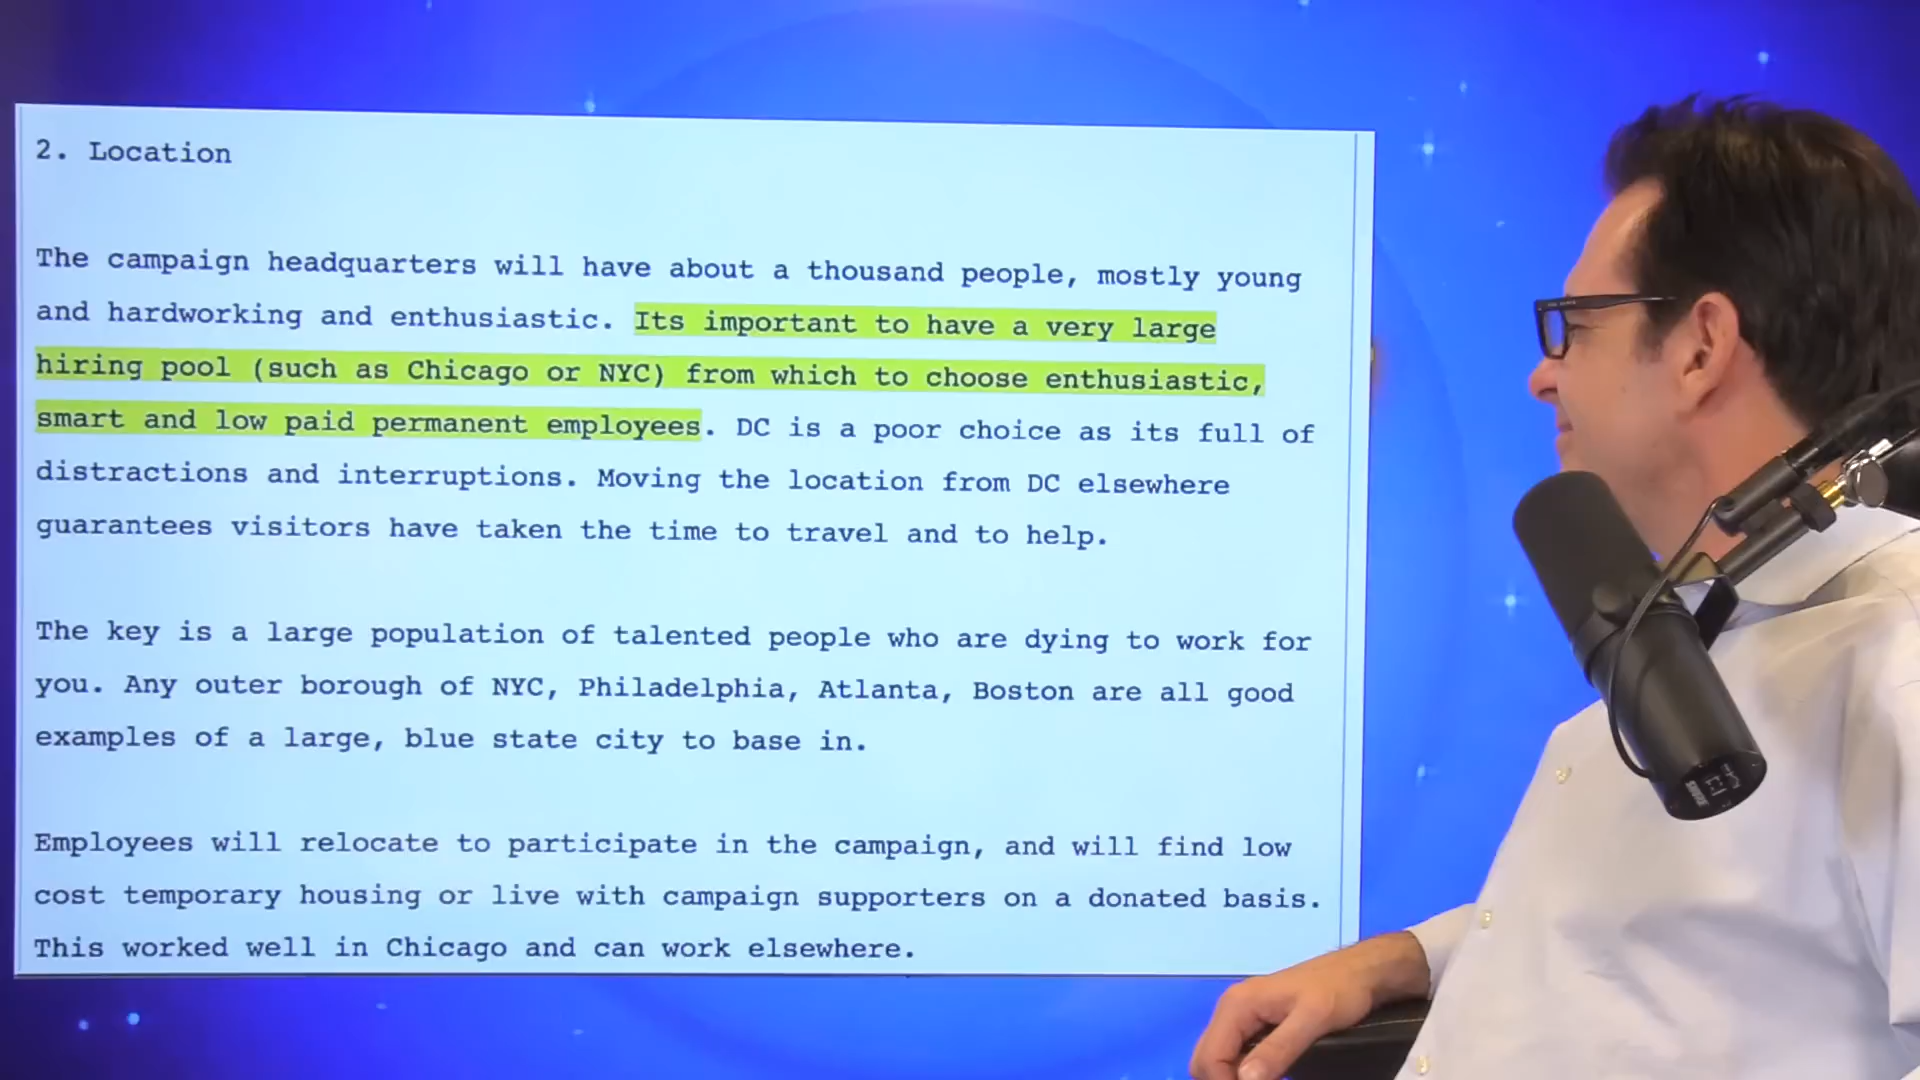 2. Location
The campaign headquarters will have about a thousand people, mostly young
and hardworking and enthusiastic. Its important to have a very large
hiring pool (such as Chicago or NYC) from which to choose enthusiastic,
smart and low paid permanent employees. DC is a poor choice as its full of
distractions and interruptions. Moving the location from DC elsewhere
guarantees visitors have taken the time to travel and to help.
The key is a large population of talented people who are dying to work for
you. Any outer borough of NYC, Philadelphia, Atlanta, Boston are all good
examples of a large, blue state city to base in.
Employees will relocate to participate in the campaign, and will find low
cost temporary housing or live with campaign supporters on a donated basis.
This worked well in Chicago and can work elsewhere.